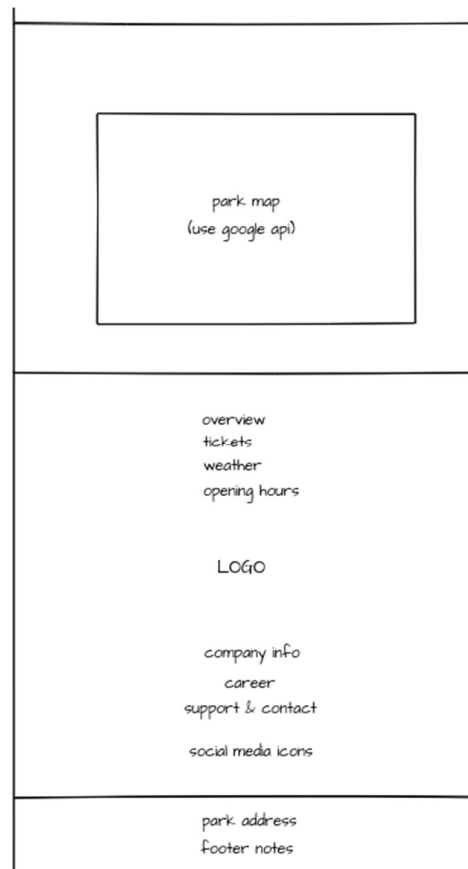 park map
(use google api)
overview
tickets
weather
opening hours
LOGO
company info
career
support & contact
social media icons
park address
footer notes